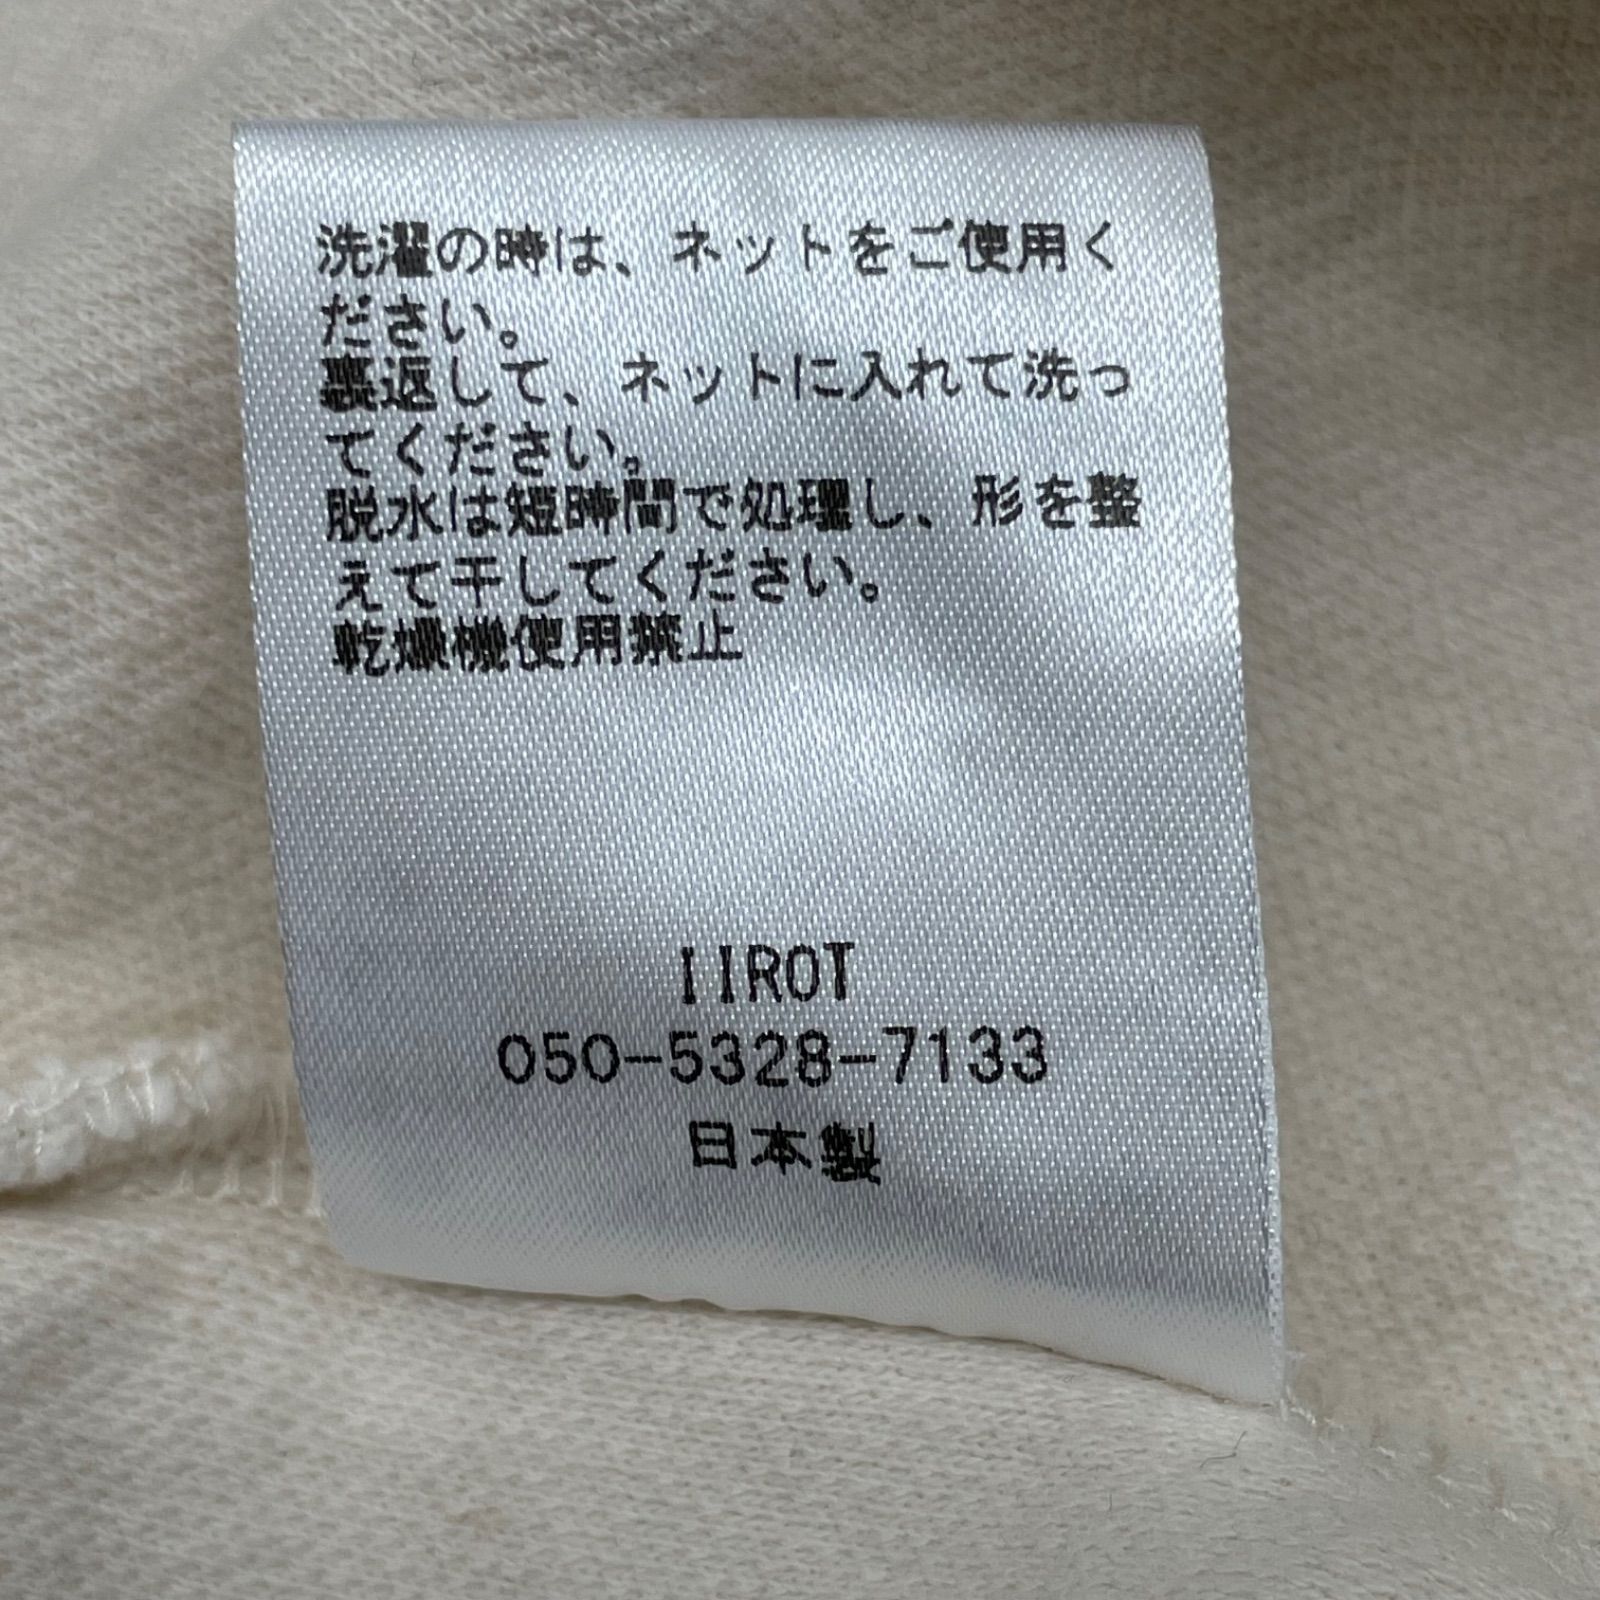 洗濯の時は、ネットをご使用く
ださい。
裏返して、ネットに入れて洗っ
てください。
脱水は短時間で処理し、形を整
えて干してください。
乾燥機使用禁止
IIROT
050-5328-7133
日本製